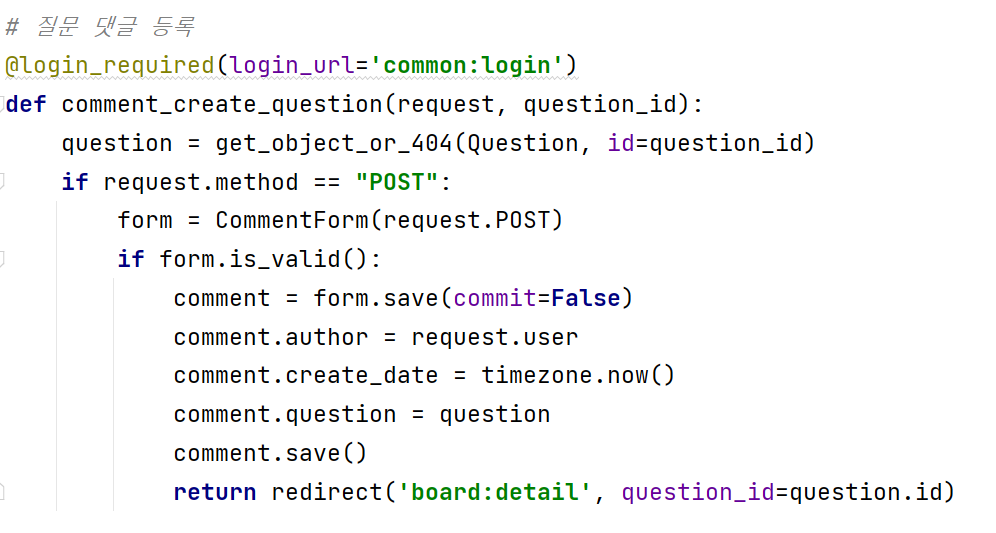 # 질문 댓글 등록
@login_required(login_url='common:login')
def comment_create_question(request, question_id):
    question = get_object_or_404(Question, id=question_id)
    if request.method == "POST":
        form = CommentForm(request.POST)
        if form.is_valid():
            comment = form.save(commit=False)
            comment.author = request.user
            comment.create_date = timezone.now()
            comment.question = question
            comment.save()
            return redirect('board:detail', question_id=question.id)